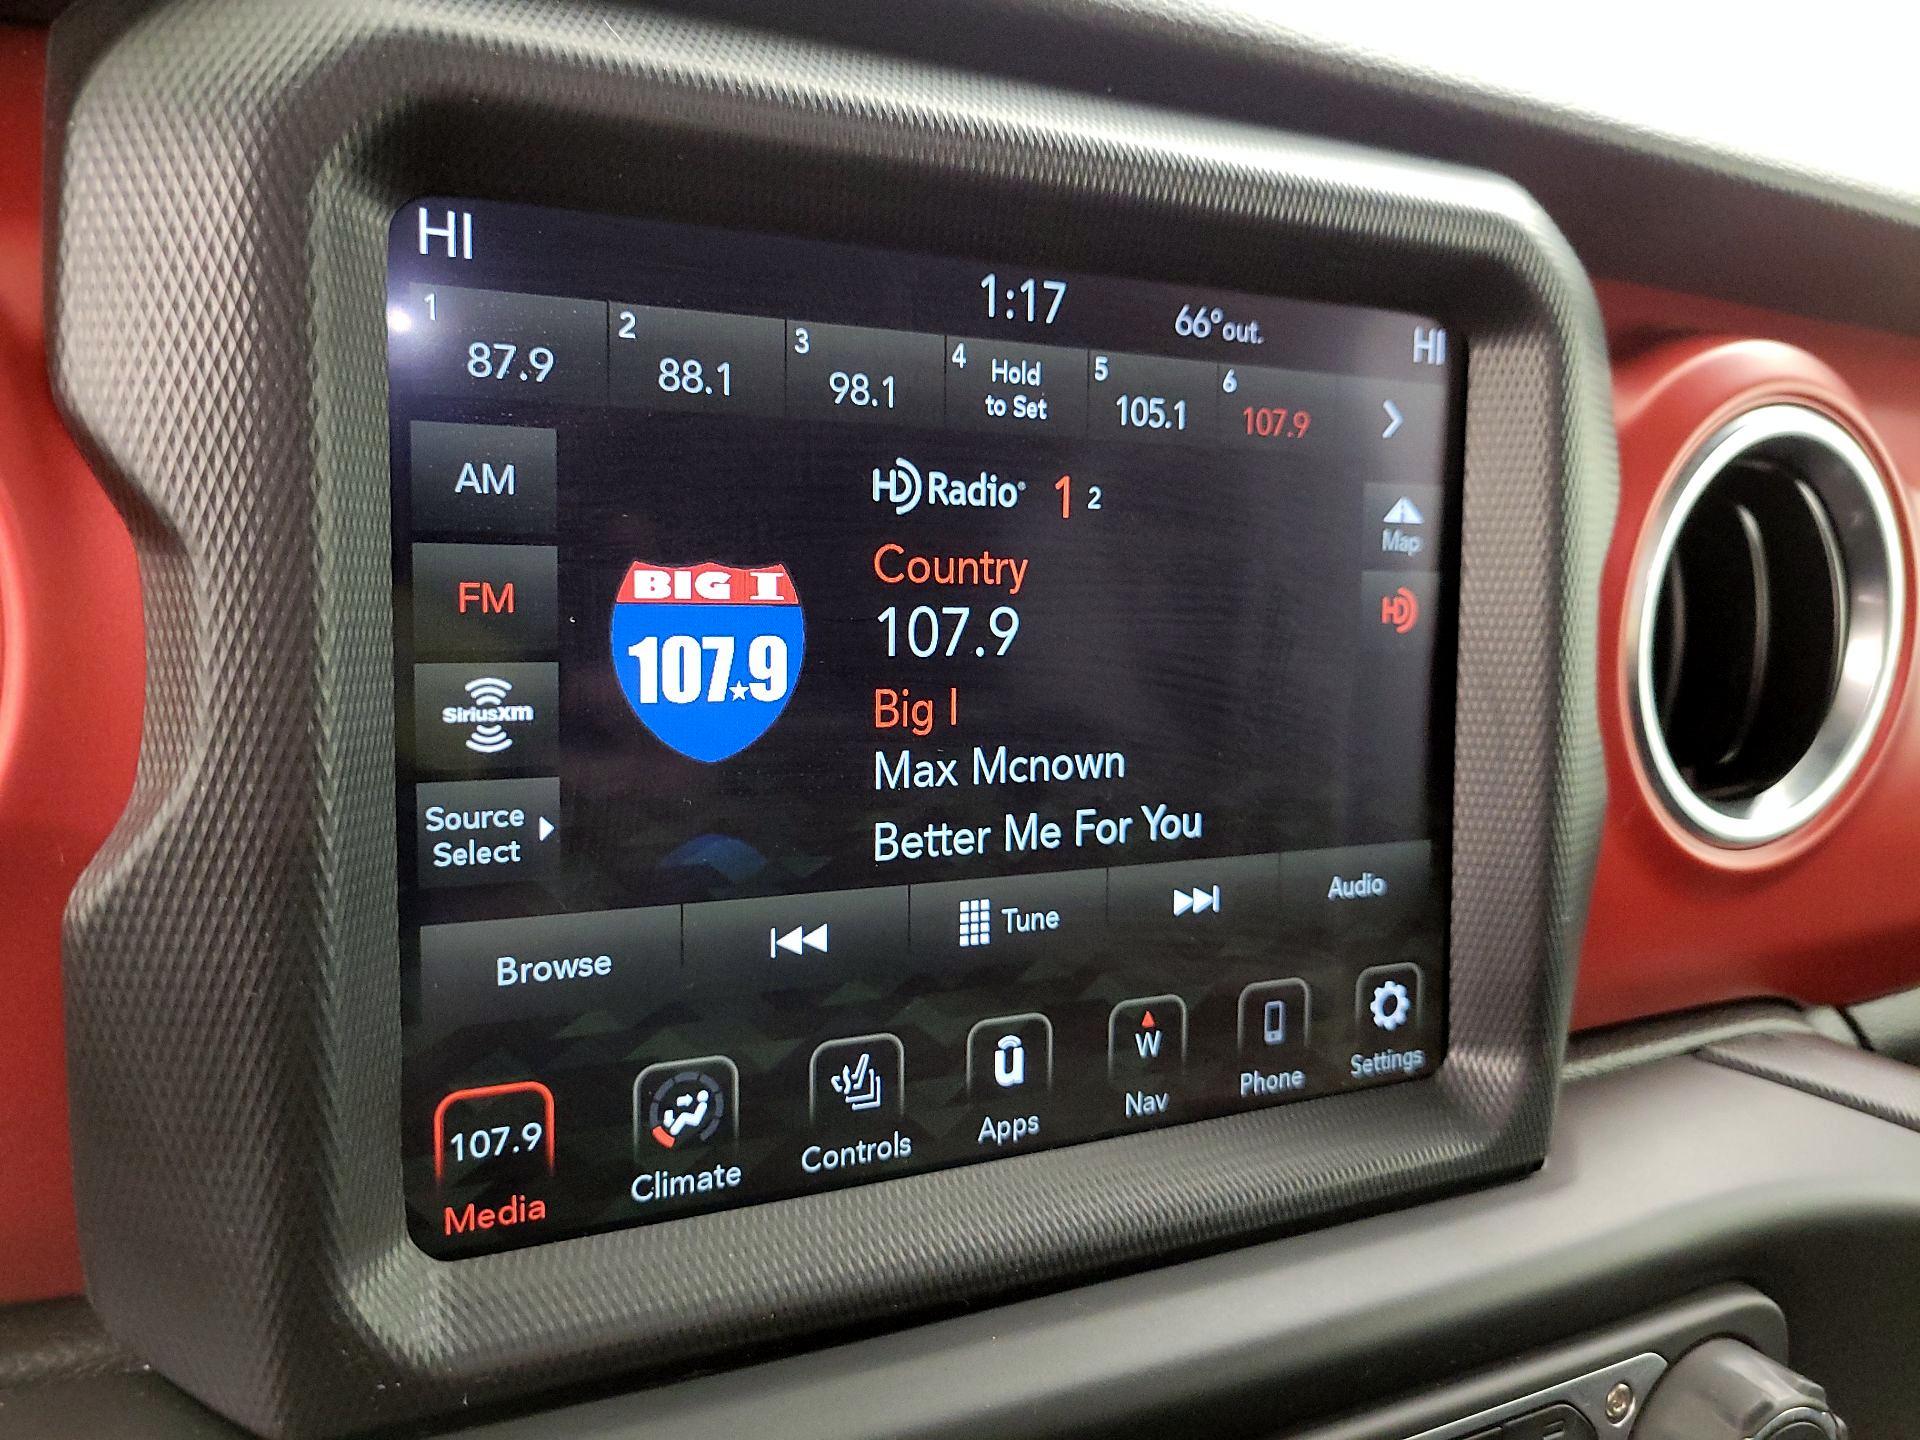 HI
1:17
66° out.
HI
1 87.9
2 88.1
3 98.1
4 Hold
to Set
5 105.1
6 107.9
AM
FM
SiriusXM
Source
Select
BIG I
107.9
HD Radio® 1 2
Country
107.9
Big I
Max Mcnown
Better Me For You
Map
HD
Browse
Tune
Audio
107.9
Media
Climate
Controls
u
Apps
W
Nav
Phone
Settings